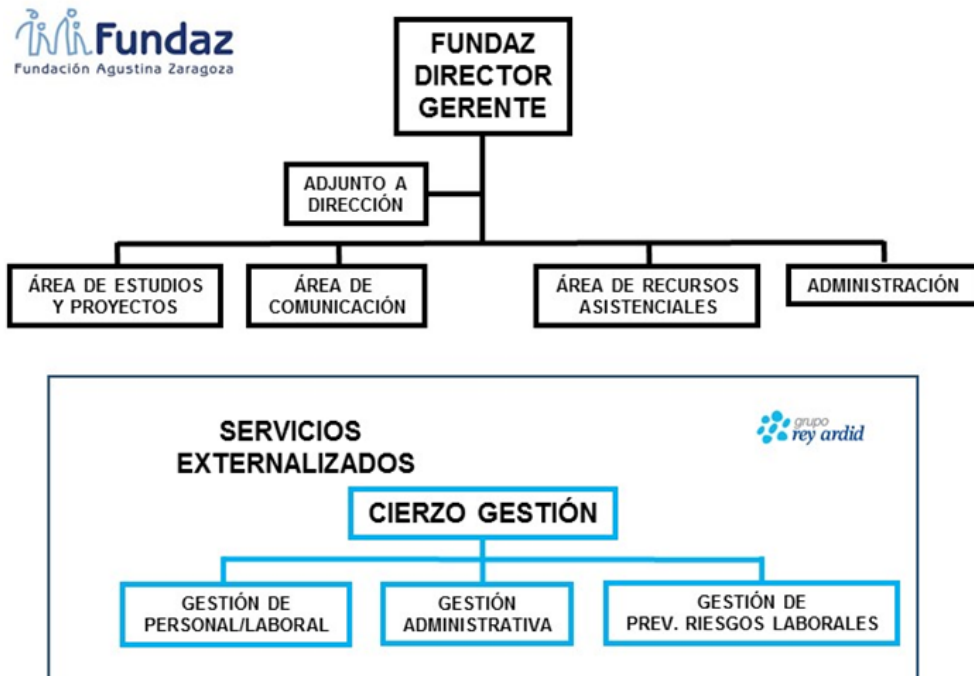 Fundaz
Fundación Agustina Zaragoza
FUNDAZ
DIRECTOR
GERENTE
ADJUNTO A
DIRECCIÓN
ÁREA DE ESTUDIOS
Y PROYECTOS
ÁREA DE
COMUNICACIÓN
ÁREA DE RECURSOS
ASISTENCIALES
ADMINISTRACIÓN
SERVICIOS
EXTERNALIZADOS
grupo
rey ardid
CIERZO GESTIÓN
GESTIÓN DE
PERSONAL/LABORAL
GESTIÓN
ADMINISTRATIVA
GESTIÓN DE
PREV. RIESGOS LABORALES